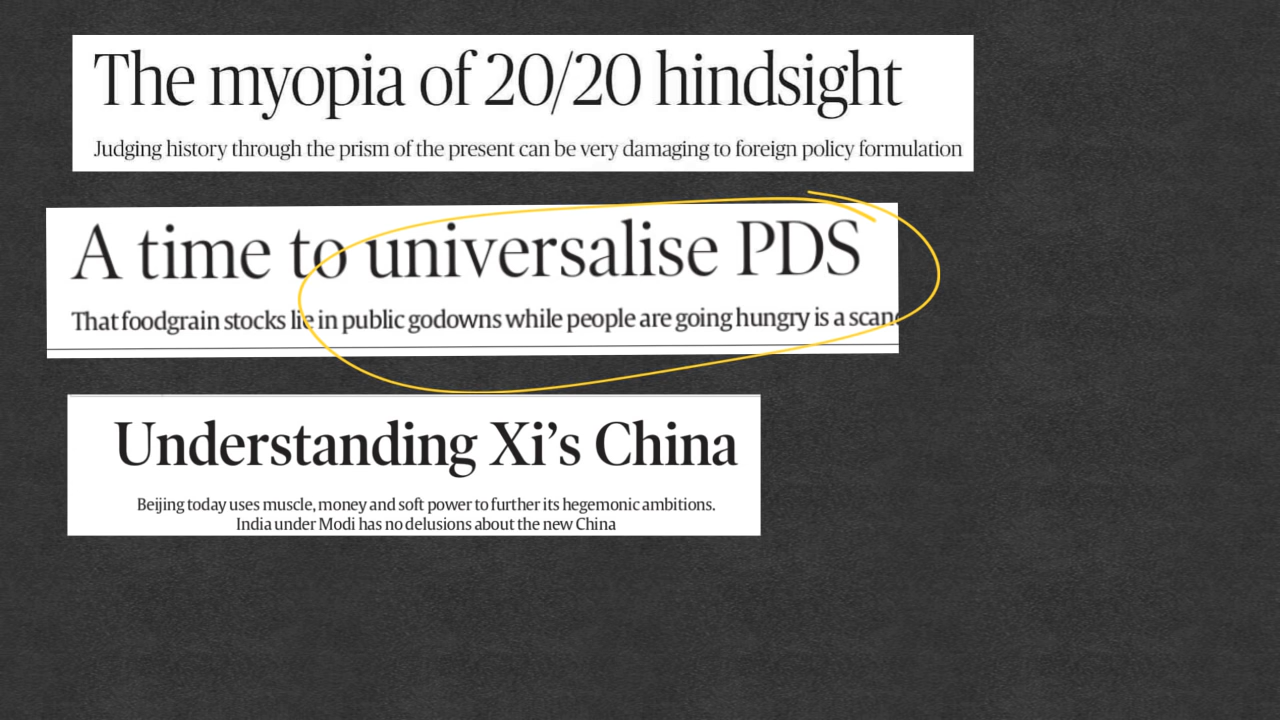 The myopia of 20/20 hindsight
Judging history through the prism of the present can be very damaging to foreign policy formulation
A time to universalise PDS
That foodgrain stocks lie in public godowns while people are going hungry is a
Understanding Xi's China
Beijing today uses muscle, money and soft power to further its hegemonic ambitions.
India under Modi has no delusions about the new China